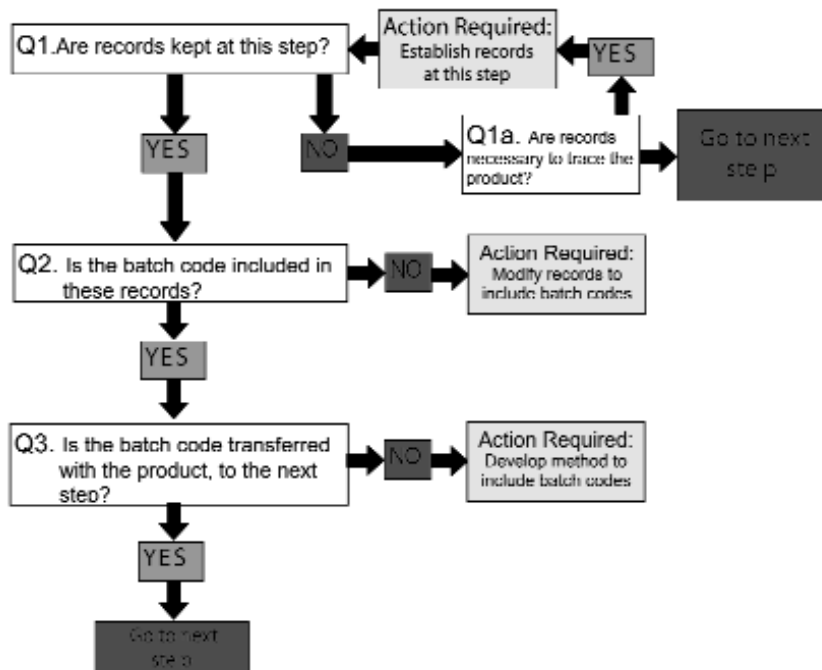 Q1.Are records kept at this step?
Action Required:
Establish records
at this step
YES
YES
NO
Q1a. Are records
necessary to trace the
product?
Go to next
step
Q2. Is the batch code included in
these records?
NO
Action Required:
Modify records to
include batch codes
YES
Q3. Is the batch code transferred
with the product, to the next
step?
NO
Action Required:
Develop method to
include batch codes
YES
Go to next
step